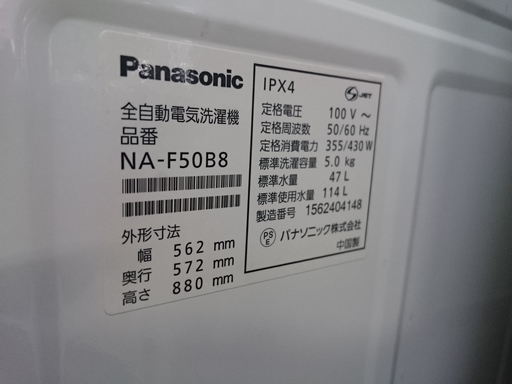 Panasonic
全自動電気洗濯機
品番
NA-F50B8
外形寸法
幅 562 mm
奥行 572 mm
高さ 880 mm
IPX4
S JET
定格電圧 100 V ～
定格周波数 50/60 Hz
定格消費電力 355/430 W
標準洗濯容量 5.0 kg
標準水量 47 L
標準使用水量 114 L
製造番号 1562404148
PS
E
パナソニック株式会社
中国製